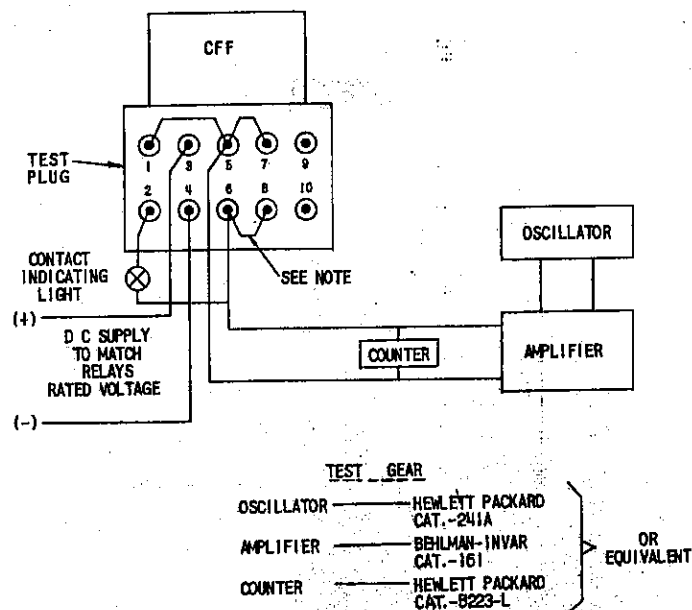 CFF
TEST
PLUG
1 3 5 7 9
2 4 6 8 10
CONTACT
INDICATING
LIGHT
SEE NOTE
OSCILLATOR
(+)
D C SUPPLY
TO MATCH
RELAYS
RATED VOLTAGE
(-)
COUNTER
AMPLIFIER
TEST GEAR
OSCILLATOR HEWLETT PACKARD
CAT.-241A
AMPLIFIER BEHLMAN-INVAR
CAT.-161
COUNTER HEWLETT PACKARD
CAT.-5223-L
OR
EQUIVALENT